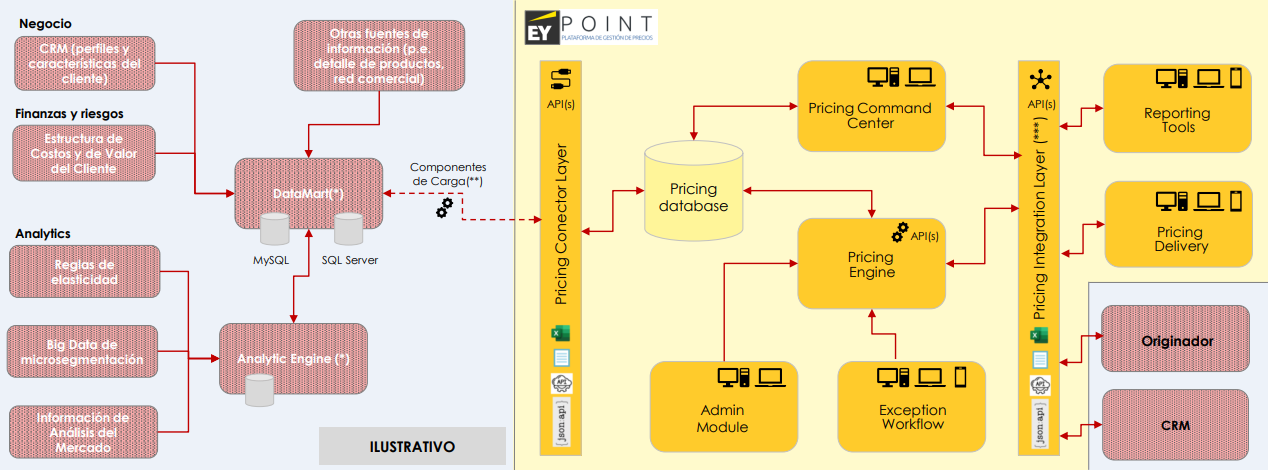 Negocio
CRM (perfiles y
características del
cliente)
Otras fuentes de
información (p.e.
detalle de productos,
red comercial)
Finanzas y riesgos
Estructura de
Costos y de Valor
del Cliente
DataMart(*)
MySQL
SQL Server
Componentes
de Carga(**)
Analytics
Reglas de
elasticidad
Big Data de
microsegmentación
Información de
Análisis del
Mercado
Analytic Engine (*)
ILUSTRATIVO
EY
POINT
PLATAFORMA DE GESTIÓN DE PRECIOS
API(s)
Pricing Conector Layer
API
{json:api}
Pricing
database
Pricing Command
Center
API(s)
Pricing
Engine
Admin
Module
Exception
Workflow
API(s)
Pricing Integration Layer (***)
API
{json:api}
Reporting
Tools
Pricing
Delivery
Originador
CRM